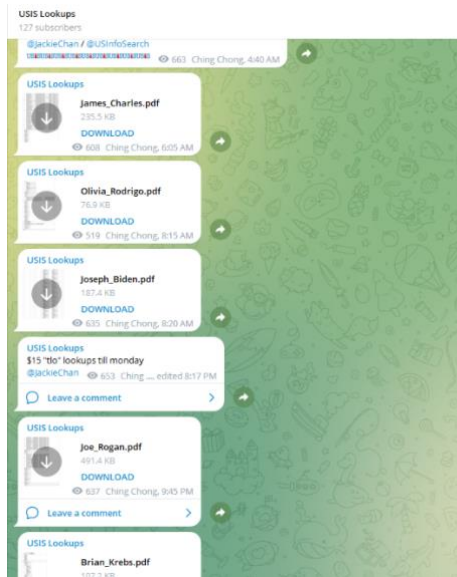 USIS Lookups
127 subscribers
@JackieChan / @USInfoSearch
663 Ching Chong, 4:40 AM
USIS Lookups
James_Charles.pdf
235.5 KB
DOWNLOAD
608 Ching Chong, 6:05 AM
USIS Lookups
Olivia_Rodrigo.pdf
76.9 KB
DOWNLOAD
519 Ching Chong, 8:15 AM
USIS Lookups
Joseph_Biden.pdf
187.4 KB
DOWNLOAD
635 Ching Chong, 8:20 AM
USIS Lookups
$15 "tlo" lookups till monday
@JackieChan 653 Ching ... edited 8:17 PM
Leave a comment
USIS Lookups
Joe_Rogan.pdf
491.4 KB
DOWNLOAD
637 Ching Chong, 9:45 PM
Leave a comment
USIS Lookups
Brian_Krebs.pdf
107.2 KB